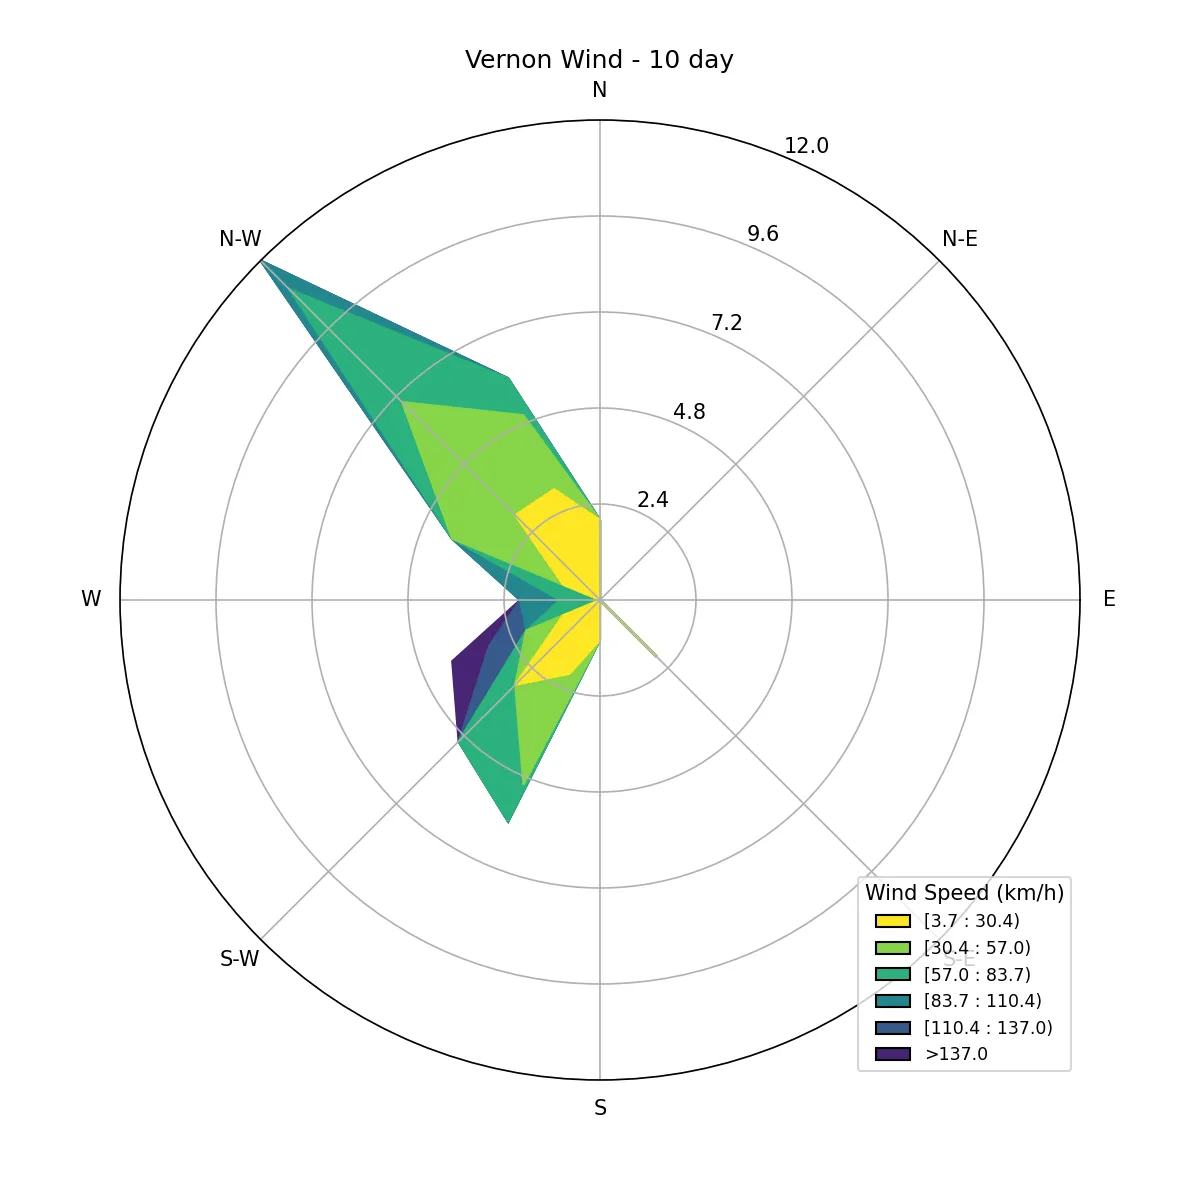 Vernon Wind - 10 day
N
12.0
N-W
9.6
N-E
7.2
4.8
2.4
W
E
Wind Speed (km/h)
[3.7 : 30.4)
[30.4 : 57.0)
S-W
S-E
[57.0 : 83.7)
[83.7 : 110.4)
[110.4 : 137.0)
>137.0
S